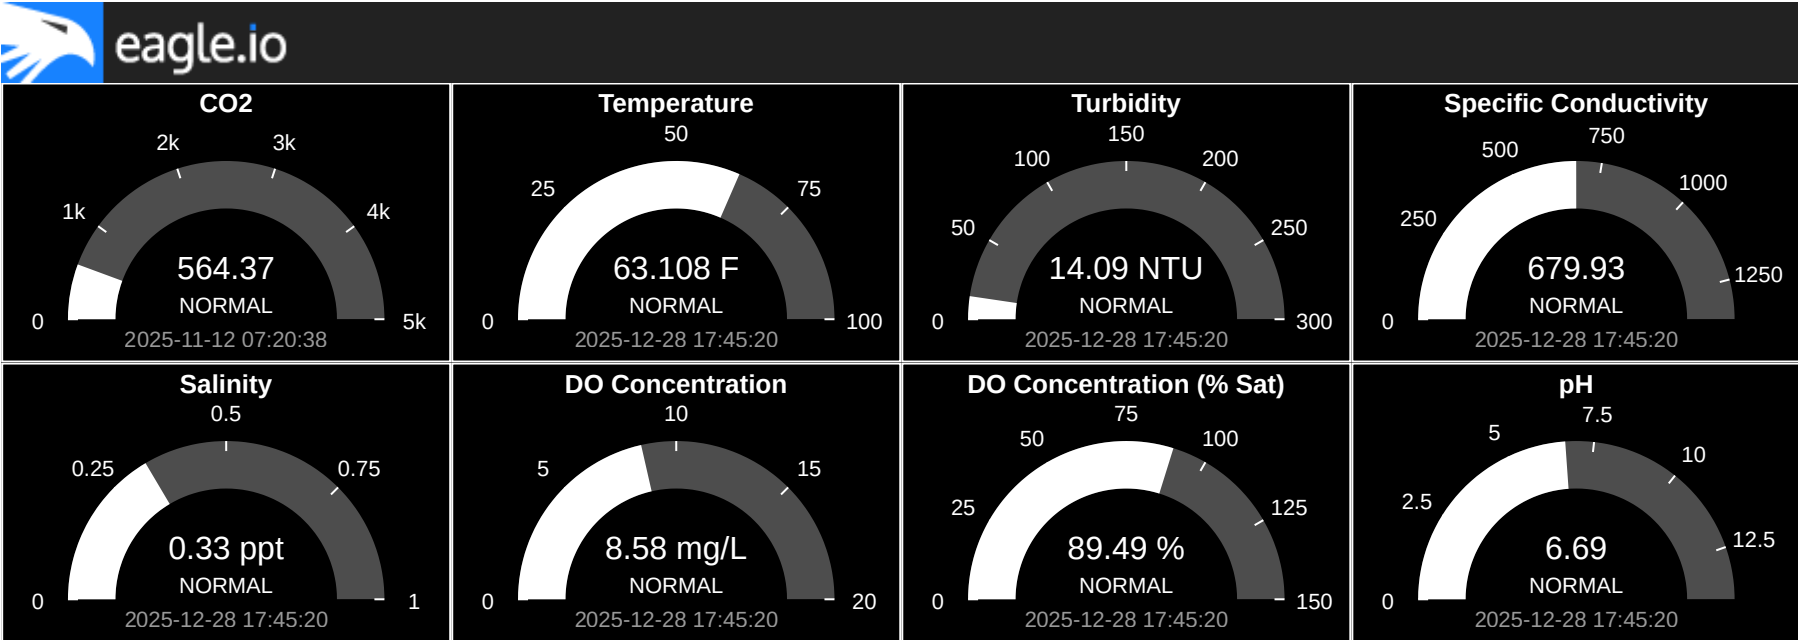 eagle.io
CO2
2k
3k
1k
4k
564.37
NORMAL
0
5k
2025-11-12 07:20:38
Temperature
50
25
75
63.108 F
NORMAL
0
100
2025-12-28 17:45:20
Turbidity
150
100
200
50
250
14.09 NTU
NORMAL
0
300
2025-12-28 17:45:20
Specific Conductivity
750
500
1000
250
1250
679.93
NORMAL
0
2025-12-28 17:45:20
Salinity
0.5
0.25
0.75
0.33 ppt
NORMAL
0
1
2025-12-28 17:45:20
DO Concentration
10
5
15
8.58 mg/L
NORMAL
0
20
2025-12-28 17:45:20
DO Concentration (% Sat)
75
50
100
25
125
89.49 %
NORMAL
0
150
2025-12-28 17:45:20
pH
7.5
5
10
2.5
12.5
6.69
NORMAL
0
2025-12-28 17:45:20